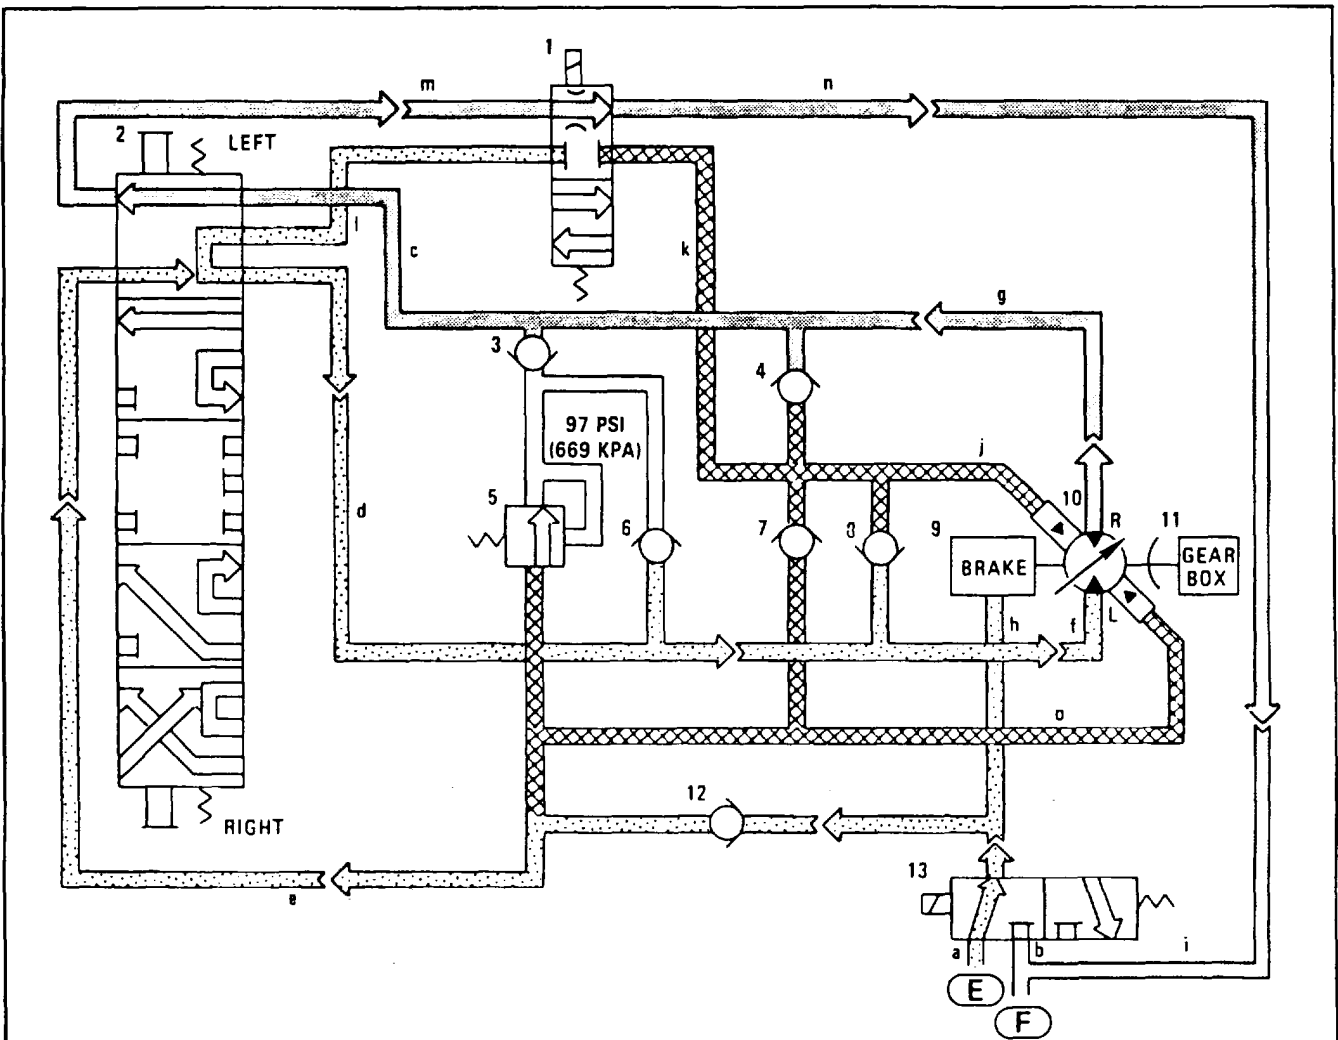 1
m
n
2
LEFT
l
c
k
g
3
4
97 PSI
(669 KPA)
j
5
d
6
7
8
9
10
R
11
BRAKE
GEAR
BOX
L
h
f
o
12
RIGHT
13
e
a
b
i
E
F